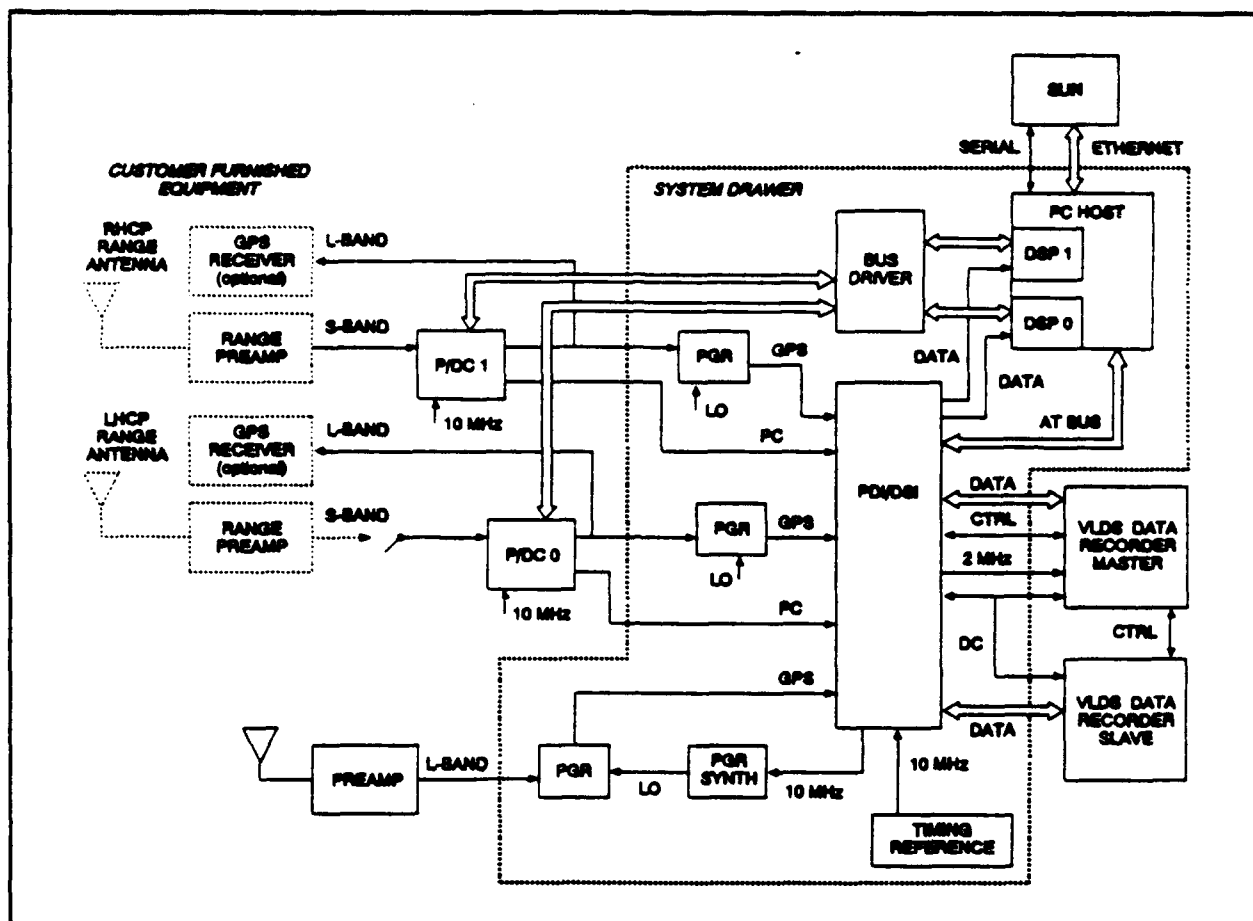 SUN
SERIAL
ETHERNET
CUSTOMER FURNISHED
EQUIPMENT
SYSTEM DRAWER
RHCP
RANGE
ANTENNA
GPS
RECEIVER
(optional)
L-BAND
RANGE
PREAMP
S-BAND
P/DC 1
10 MHz
BUS
DRIVER
PC HOST
DSP 1
DSP 0
DATA
DATA
AT BUS
PGR
GPS
LO
PC
LHCP
RANGE
ANTENNA
GPS
RECEIVER
(optional)
L-BAND
RANGE
PREAMP
S-BAND
P/DC 0
10 MHz
PGR
GPS
LO
PC
PDI/DSI
DATA
CTRL
2 MHz
DC
VLDS DATA
RECORDER
MASTER
CTRL
VLDS DATA
RECORDER
SLAVE
DATA
GPS
PREAMP
L-BAND
PGR
LO
PGR
SYNTH
10 MHz
10 MHz
TIMING
REFERENCE